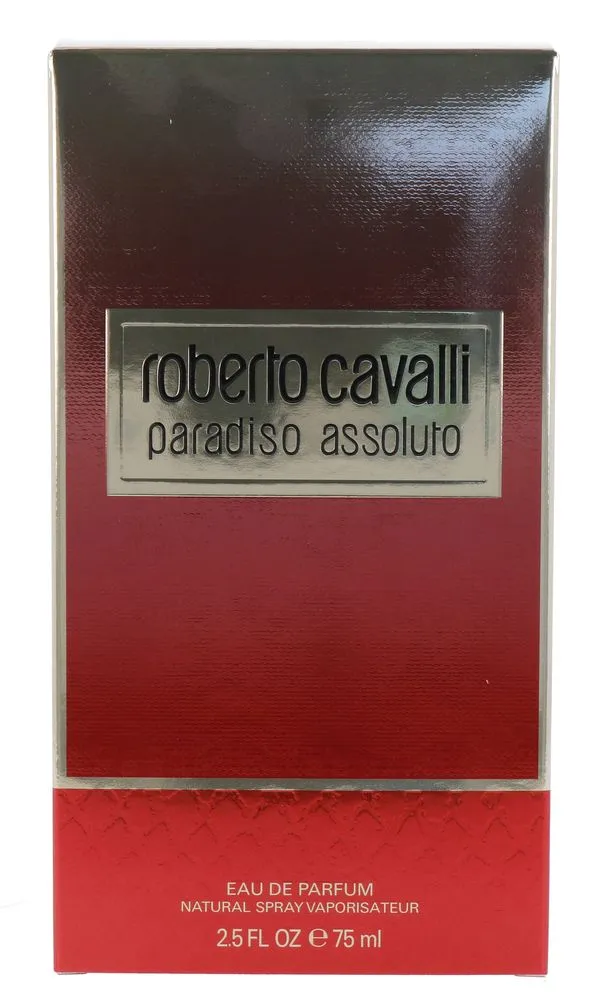 roberto cavalli
paradiso assoluto
EAU DE PARFUM
NATURAL SPRAY VAPORISATEUR
2.5 FL OZ ℮ 75 ml